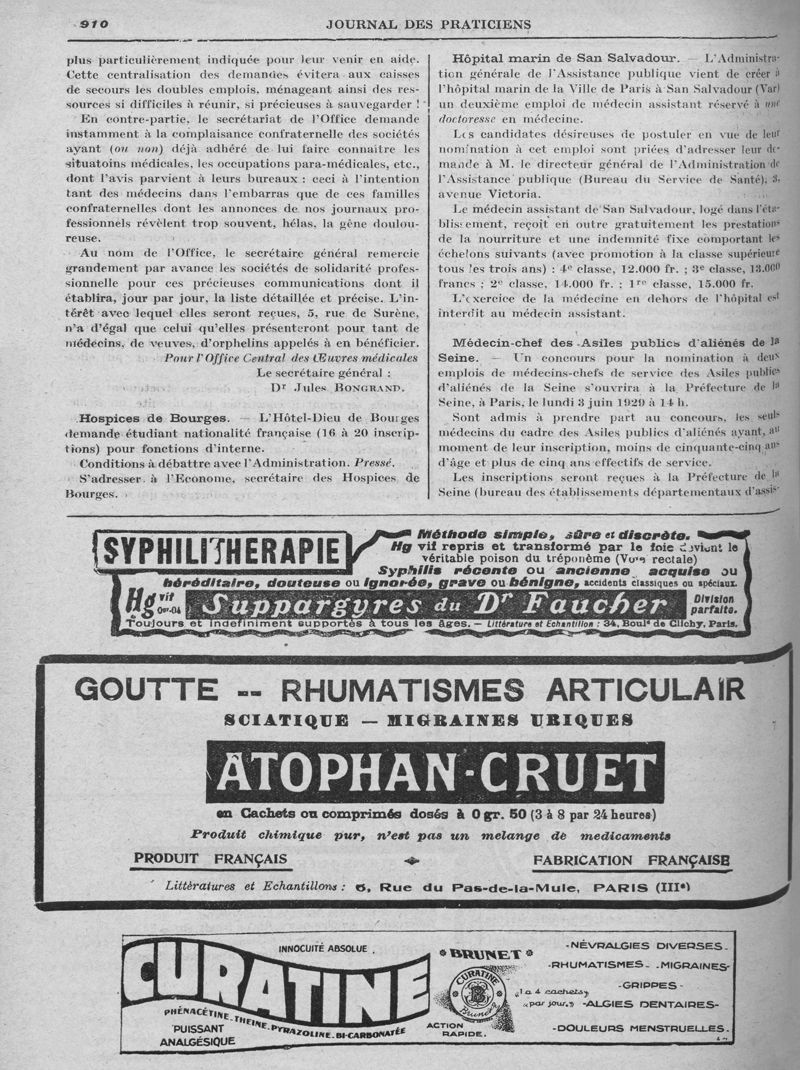 910
JOURNAL DES PRATICIENS
plus particulièrement indiquée pour leur venir en aide.
Cette centralisation des demandes évitera aux caisses
de secours les doubles emplois, ménageant ainsi des res-
sources si difficiles à réunir, si précieuses à sauvegarder !
En contre-partie, le secrétariat de l'Office demande
instamment à la complaisance confraternelle des sociétés
ayant (ou non) déjà adhéré de lui faire connaître les
situatoins médicales, les occupations para-médicales, etc.,
dont l'avis parvient à leurs bureaux : ceci à l'intention
tant des médecins dans l'embarras que de ces familles
confraternelles dont les annonces de nos journaux pro-
fessionnels révèlent trop souvent, hélas, la gêne doulou-
reuse.
Au nom de l'Office, le secrétaire général remercie
grandement par avance les sociétés de solidarité profes-
sionnelle pour ces précieuses communications dont il
établira, jour par jour, la liste détaillée et précise. L'in-
térêt avec lequel elles seront reçues, 5, rue de Surène,
n'a d'égal que celui qu'elles présenteront pour tant de
médecins, de veuves, d'orphelins appelés à en bénéficier.
Pour l'Office Central des Œuvres médicales
Le secrétaire général :
Dr Jules BONGRAND.
Hospices de Bourges. — L'Hôtel-Dieu de Bourges
demande étudiant nationalité française (16 à 20 inscrip-
tions) pour fonctions d'interne.
Conditions à débattre avec l'Administration. Pressé.
S'adresser à l'Econome, secrétaire des Hospices de
Bourges.
Hôpital marin de San Salvadour. — L'Administra-
tion générale de l'Assistance publique vient de créer à
l'hôpital marin de la Ville de Paris à San Salvadour (Var)
un deuxième emploi de médecin assistant réservé à une
doctoresse en médecine.
Les candidates désireuses de postuler en vue de leur
nomination à cet emploi sont priées d'adresser leur de-
mande à M. le directeur général de l'Administration de
l'Assistance publique (Bureau du Service de Santé), 3,
avenue Victoria.
Le médecin assistant de San Salvadour, logé dans l'éta-
blissement, reçoit en outre gratuitement les prestations
de la nourriture et une indemnité fixe comportant les
échelons suivants (avec promotion à la classe supérieure
tous les trois ans) : 4e classe, 12.000 fr. ; 3e classe, 13.000
francs ; 2e classe, 14.000 fr. ; 1re classe, 15.000 fr.
L'exercice de la médecine en dehors de l'hôpital est
interdit au médecin assistant.
Médecin-chef des Asiles publics d'aliénés de la
Seine. — Un concours pour la nomination à deux
emplois de médecins-chefs de service des Asiles publics
d'aliénés de la Seine s'ouvrira à la Préfecture de la
Seine, à Paris, le lundi 3 juin 1929 à 14 h.
Sont admis à prendre part au concours, les seuls
médecins du cadre des Asiles publics d'aliénés ayant, au
moment de leur inscription, moins de cinquante-cinq ans
d'âge et plus de cinq ans effectifs de service.
Les inscriptions seront reçues à la Préfecture de la
Seine (bureau des établissements départementaux d'assis-
SYPHILITHERAPIE
Méthode simple, sûre et discrète.
Hg vif repris et transformé par le foie devient le
véritable poison du tréponème (Voie rectale)
Syphilis récente ou ancienne, acquise ou
héréditaire, douteuse ou ignorée, grave ou bénigne, accidents classiques ou spéciaux.
Hg vif 0gr.04
Suppargyres du Dr Faucher
Division parfaite.
Toujours et indéfiniment supportés à tous les âges. — Littérature et Echantillon : 34, Boulд de Clichy, Paris.
GOUTTE -- RHUMATISMES ARTICULAIR
SCIATIQUE — MIGRAINES URIQUES
ATOPHAN-CRUET
en Cachets ou comprimés dosés à 0 gr. 50 (3 à 8 par 24 heures)
Produit chimique pur, n'est pas un melange de medicaments
PRODUIT FRANÇAIS
FABRICATION FRANÇAISE
Littératures et Echantillons : 6, Rue du Pas-de-la-Mule, PARIS (IIIe)
CURATINE
INNOCUITÉ ABSOLUE.
PHÉNACÉTINE-THEINE-PYRAZOLINE-BI-CARBONATÉE
PUISSANT
ANALGÉSIQUE
*BRUNET*
CURATINE
Brunet
ACTION
RAPIDE.
1 à 4 cachets
par jour.
-NÉVRALGIES DIVERSES-
-RHUMATISMES- -MIGRAINES-
-GRIPPES-
-ALGIES DENTAIRES-
-DOULEURS MENSTRUELLES.